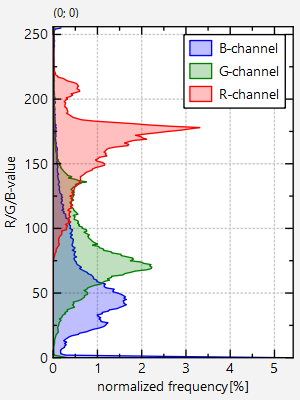 (0; 0)
250
200
150
100
50
0
R/G/B-value
B-channel
G-channel
R-channel
0 1 2 3 4 5
normalized frequency[%]